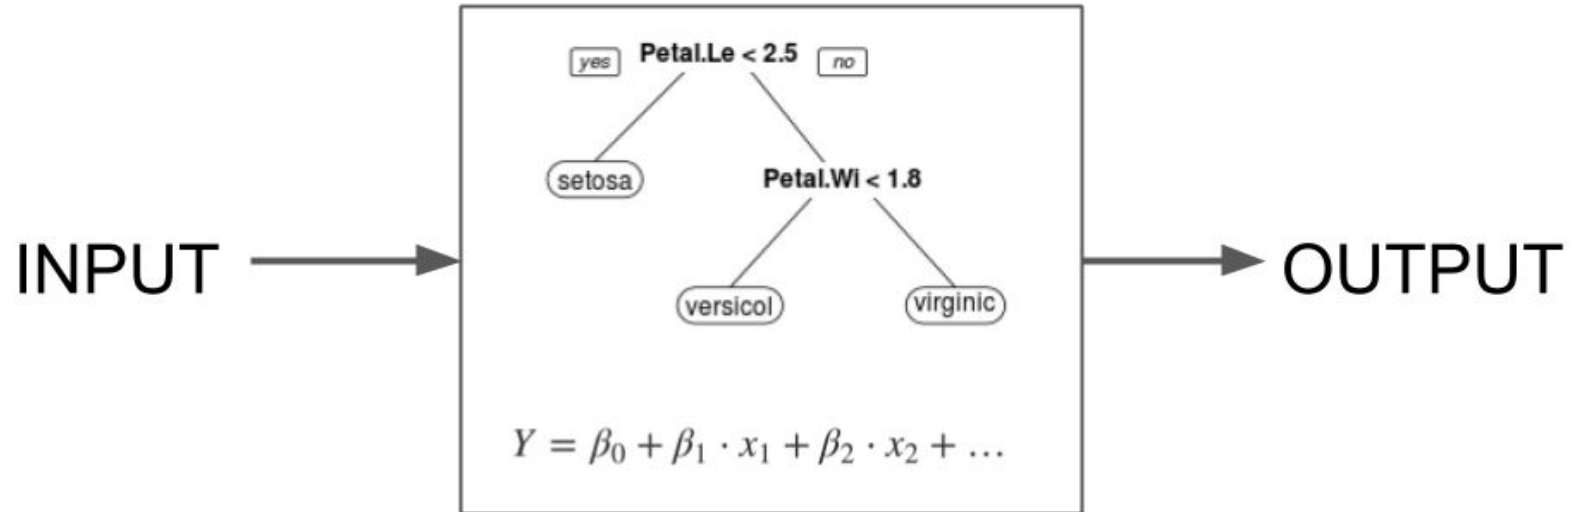 yes Petal.Le < 2.5 no
setosa
Petal.Wi < 1.8
INPUT
OUTPUT
versicol
virginic
Y = β₀ + β₁ · x₁ + β₂ · x₂ + …